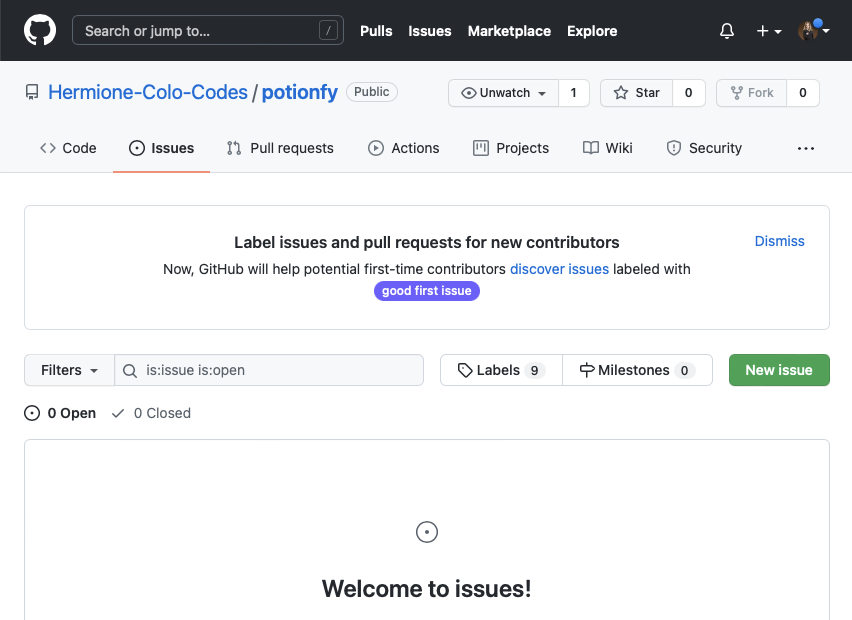 Search or jump to... / Pulls Issues Marketplace Explore
Hermione-Colo-Codes / potionfy Public Unwatch 1 Star 0 Fork 0
Code Issues Pull requests Actions Projects Wiki Security ...
Label issues and pull requests for new contributors Dismiss
Now, GitHub will help potential first-time contributors discover issues labeled with
good first issue
Filters is:issue is:open Labels 9 Milestones 0 New issue
0 Open 0 Closed
Welcome to issues!